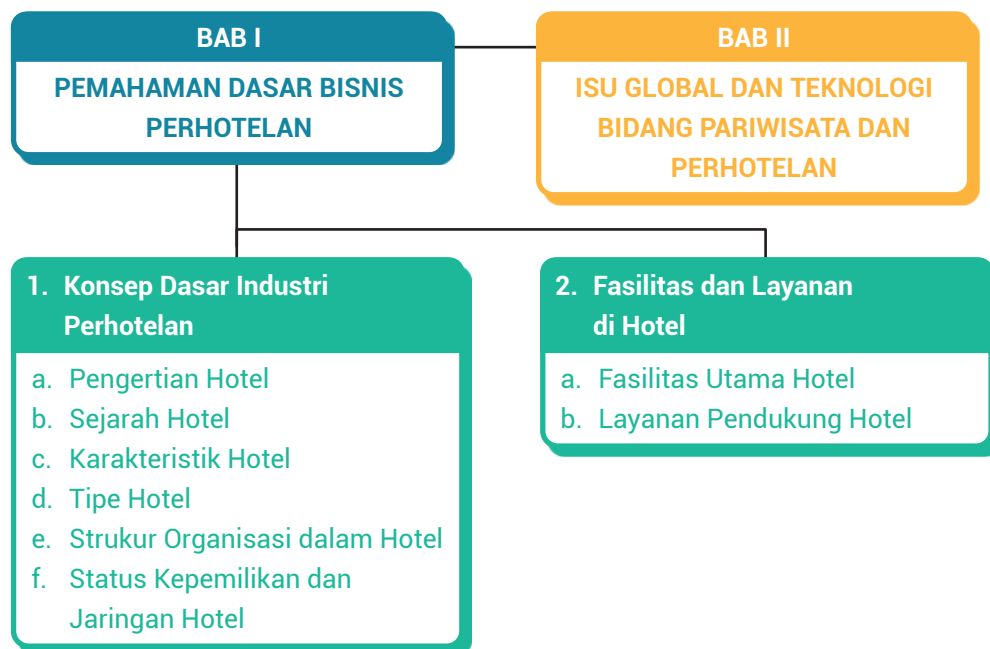 BAB I
PEMAHAMAN DASAR BISNIS
PERHOTELAN
BAB II
ISU GLOBAL DAN TEKNOLOGI
BIDANG PARIWISATA DAN
PERHOTELAN
1. Konsep Dasar Industri
Perhotelan
a. Pengertian Hotel
b. Sejarah Hotel
c. Karakteristik Hotel
d. Tipe Hotel
e. Strukur Organisasi dalam Hotel
f. Status Kepemilikan dan
Jaringan Hotel
2. Fasilitas dan Layanan
di Hotel
a. Fasilitas Utama Hotel
b. Layanan Pendukung Hotel